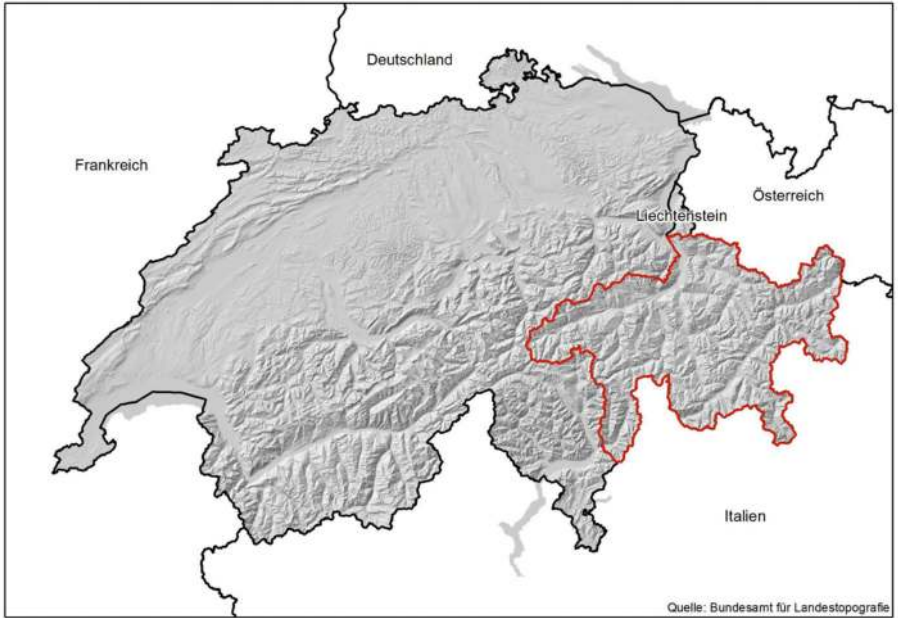 Deutschland
Frankreich
Österreich
Liechtenstein
Italien
Quelle: Bundesamt für Landestopografie